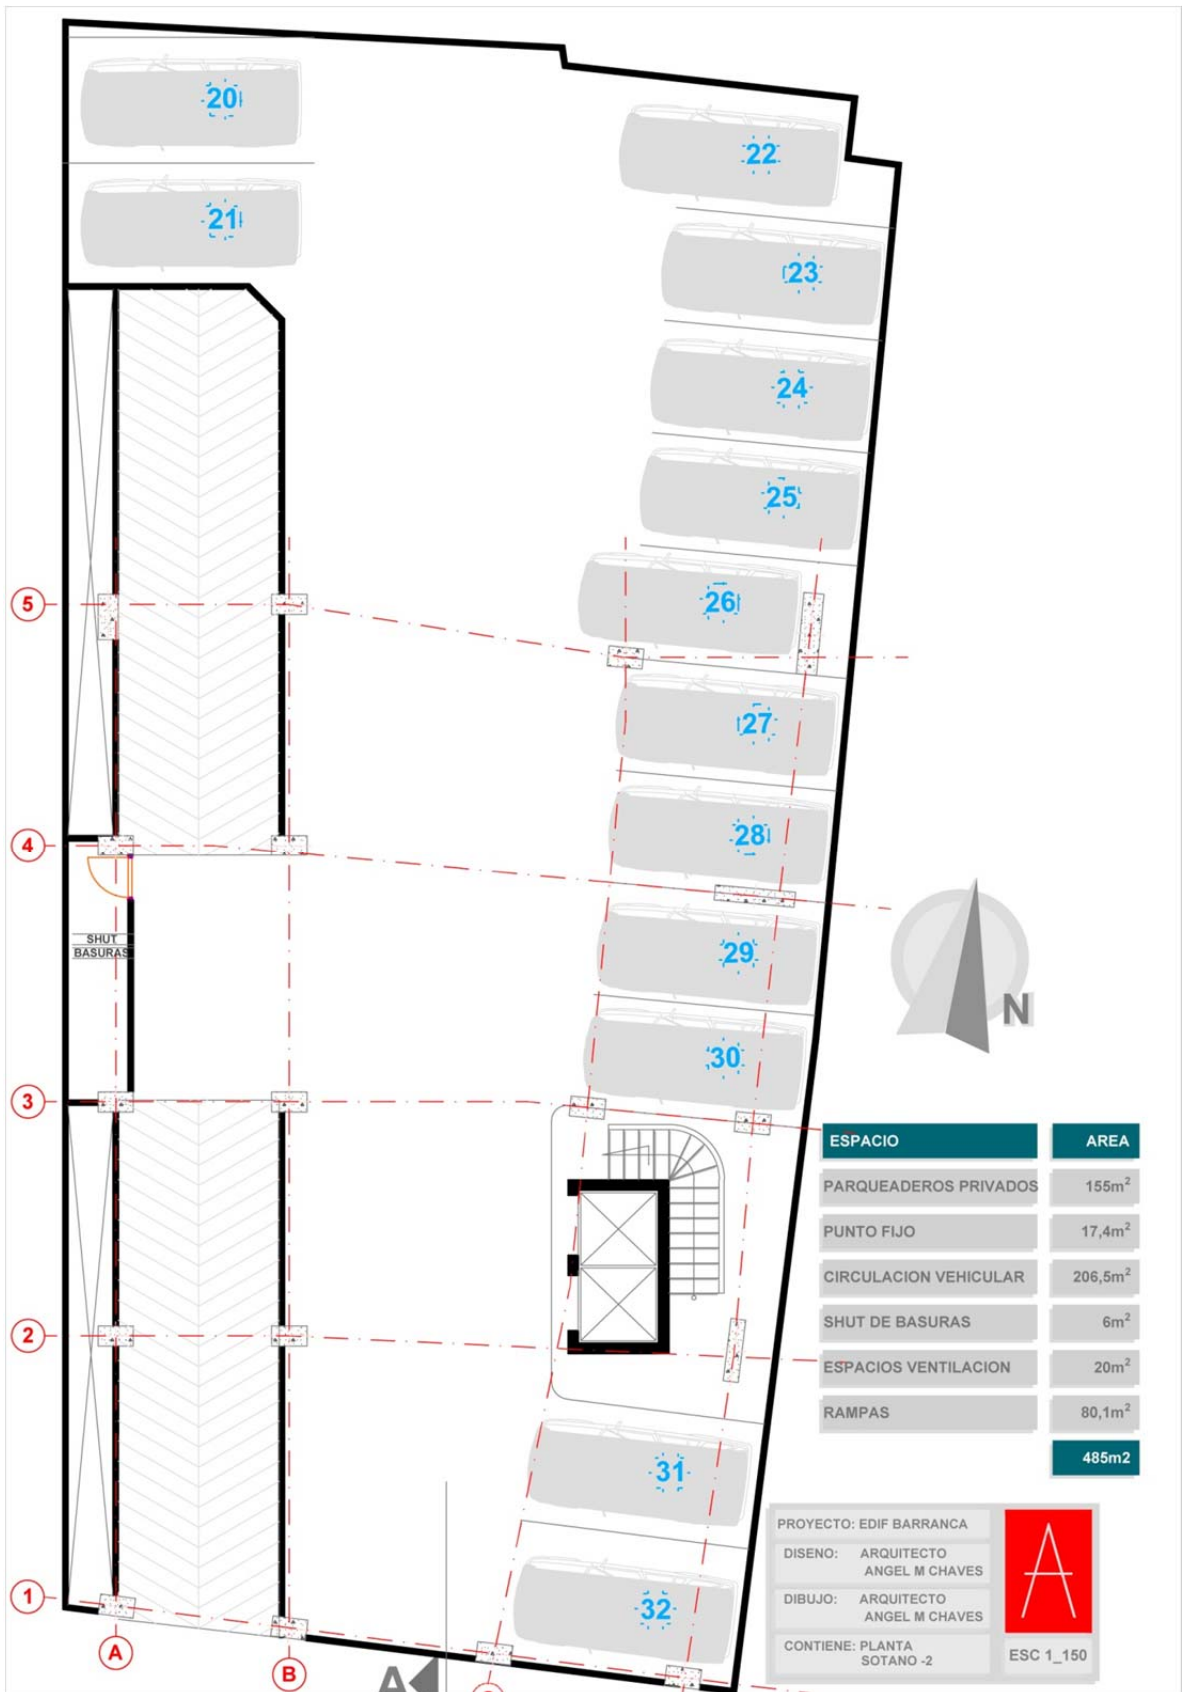 20
22
21
23
24
25
5
26
27
4
28
SHUT
BASURAS
29
N
30
3
ESPACIO AREA
PARQUEADEROS PRIVADOS 155m²
PUNTO FIJO 17,4m²
CIRCULACION VEHICULAR 206,5m²
SHUT DE BASURAS 6m²
2
ESPACIOS VENTILACION 20m²
RAMPAS 80,1m²
485m2
31
PROYECTO: EDIF BARRANCA
DISENO: ARQUITECTO
ANGEL M CHAVES
DIBUJO: ARQUITECTO
ANGEL M CHAVES
CONTIENE: PLANTA
SOTANO -2
A
ESC 1_150
1
32
A
B
A